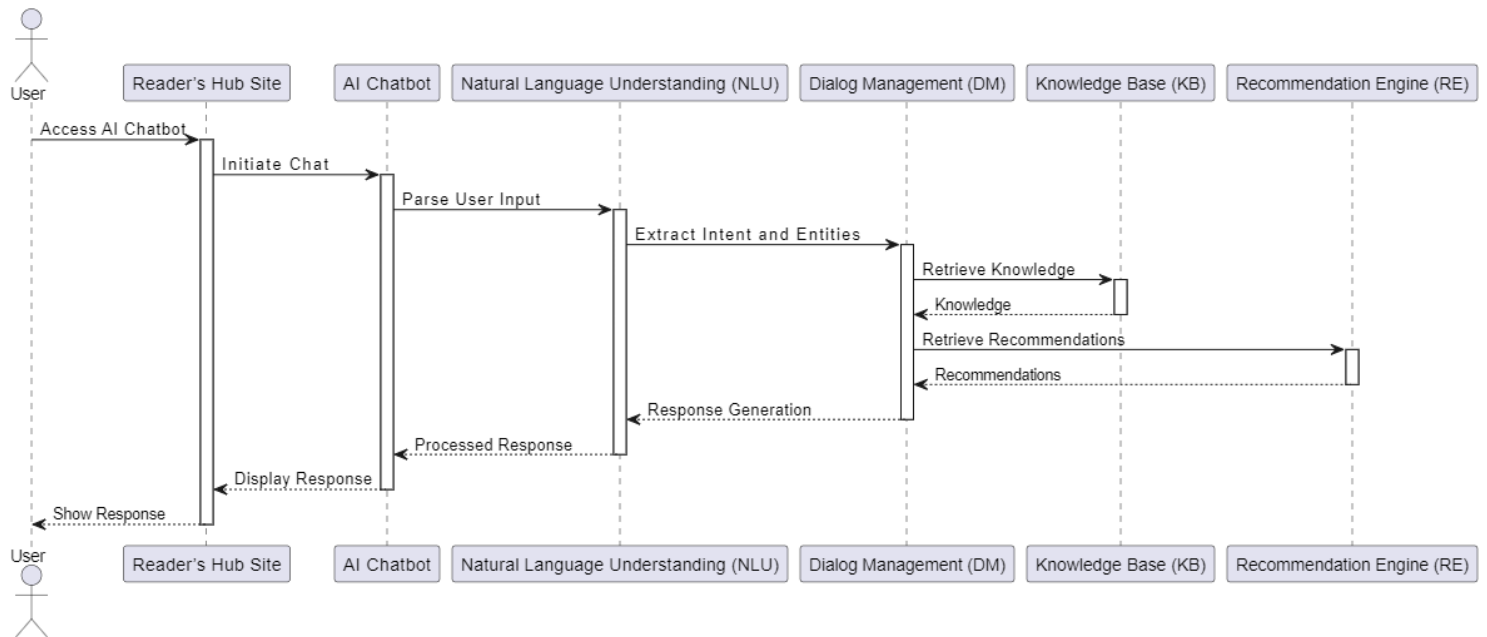 User
Reader's Hub Site
AI Chatbot
Natural Language Understanding (NLU)
Dialog Management (DM)
Knowledge Base (KB)
Recommendation Engine (RE)
Access AI Chatbot
Initiate Chat
Parse User Input
Extract Intent and Entities
Retrieve Knowledge
Knowledge
Retrieve Recommendations
Recommendations
Response Generation
Processed Response
Display Response
Show Response
User
Reader's Hub Site
AI Chatbot
Natural Language Understanding (NLU)
Dialog Management (DM)
Knowledge Base (KB)
Recommendation Engine (RE)